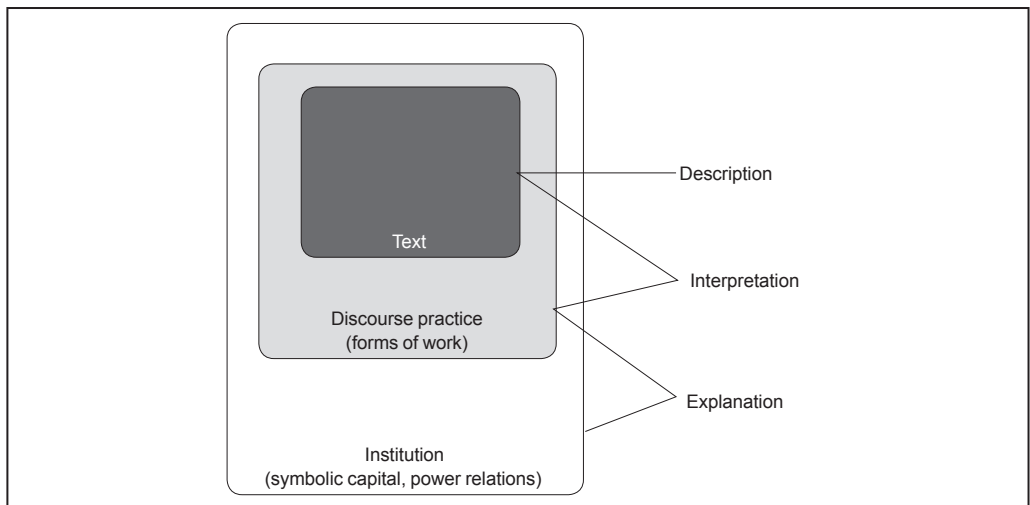 Description
Text
Interpretation
Discourse practice
(forms of work)
Explanation
Institution
(symbolic capital, power relations)